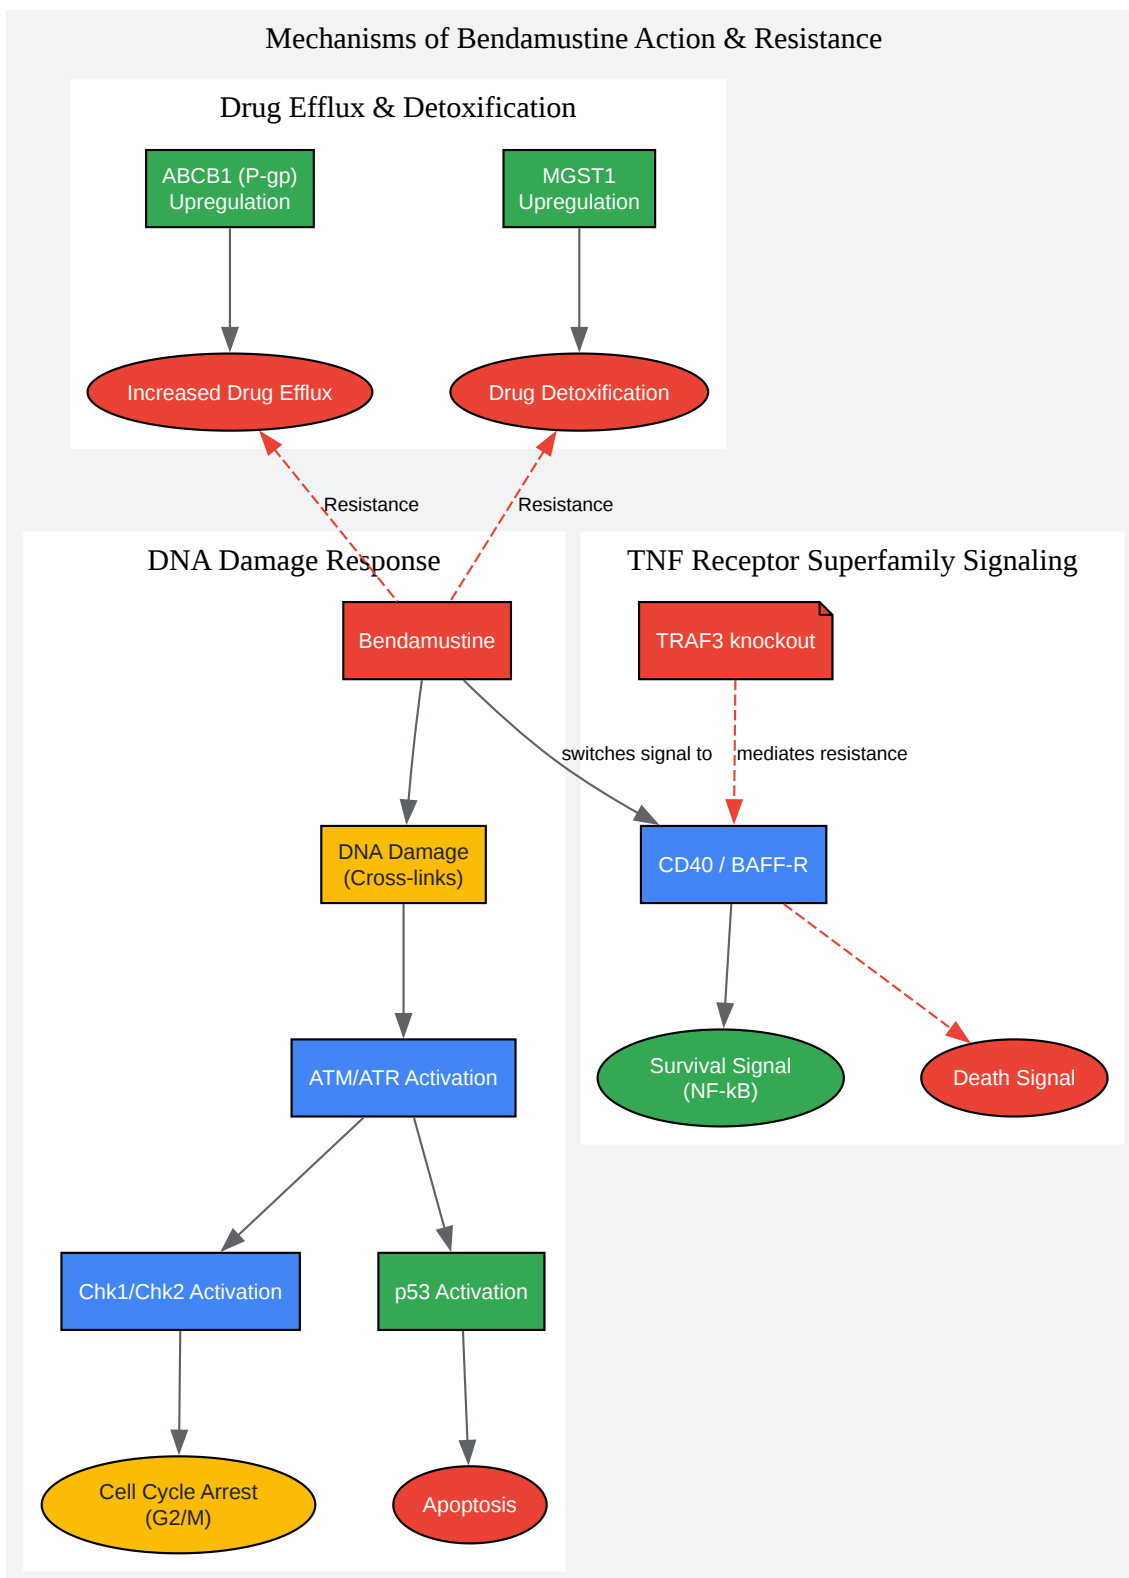 Mechanisms of Bendamustine Action & Resistance
Drug Efflux & Detoxification
ABCB1 (P-gp)
Upregulation
MGST1
Upregulation
Increased Drug Efflux
Drug Detoxification
Resistance
Resistance
DNA Damage Response
TNF Receptor Superfamily Signaling
Bendamustine
TRAF3 knockout
switches signal to
mediates resistance
DNA Damage
(Cross-links)
CD40 / BAFF-R
ATM/ATR Activation
Survival Signal
(NF-kB)
Death Signal
Chk1/Chk2 Activation
p53 Activation
Cell Cycle Arrest
(G2/M)
Apoptosis